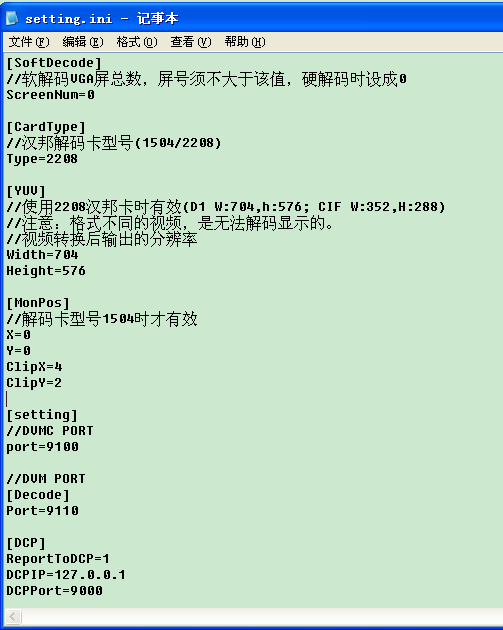 setting.ini - 记事本
文件(F) 编辑(E) 格式(O) 查看(V) 帮助(H)
[SoftDecode]
//软解码VGA屏总数，屏号须不大于该值，硬解码时设成0
ScreenNum=0
[CardType]
//汉邦解码卡型号(1504/2208)
Type=2208
[YUV]
//使用2208汉邦卡时有效(D1 W:704,h:576; CIF W:352,H:288)
//注意：格式不同的视频，是无法解码显示的。
//视频转换后输出的分辨率
Width=704
Height=576
[MonPos]
//解码卡型号1504时才有效
X=0
Y=0
ClipX=4
ClipY=2
[setting]
//DVMC PORT
port=9100
//DVM PORT
[Decode]
Port=9110
[DCP]
ReportToDCP=1
DCPIP=127.0.0.1
DCPPort=9000